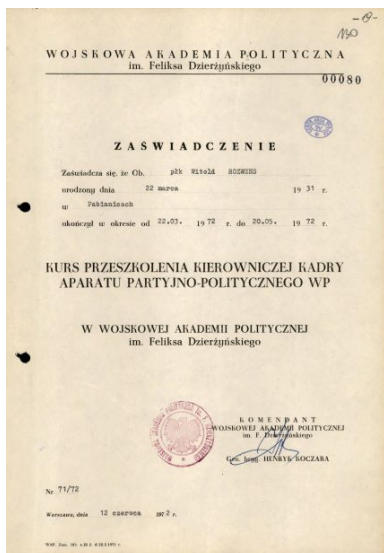 -19-
130
WOJSKOWA AKADEMIA POLITYCZNA
im. Feliksa Dzierżyńskiego
00080
ZAŚWIADCZENIE
Zaświadcza się, że Ob. płk Witold ROZWENS
urodzony dnia 22 marca 1931 r.
w Pabianicach
ukończył w okresie od 22.03. 1972 r. do 20.05. 1972 r.
KURS PRZESZKOLENIA KIEROWNICZEJ KADRY
APARATU PARTYJNO-POLITYCZNEGO WP
W WOJSKOWEJ AKADEMII POLITYCZNEJ
im. Feliksa Dzierżyńskiego
KOMENDANT
WOJSKOWEJ AKADEMII POLITYCZNEJ
im. F. Dzierżyńskiego
Gen. bryg. HENRYK KOCZARA
Nr 71/72
Warszawa, dnia 12 czerwca 1972 r.